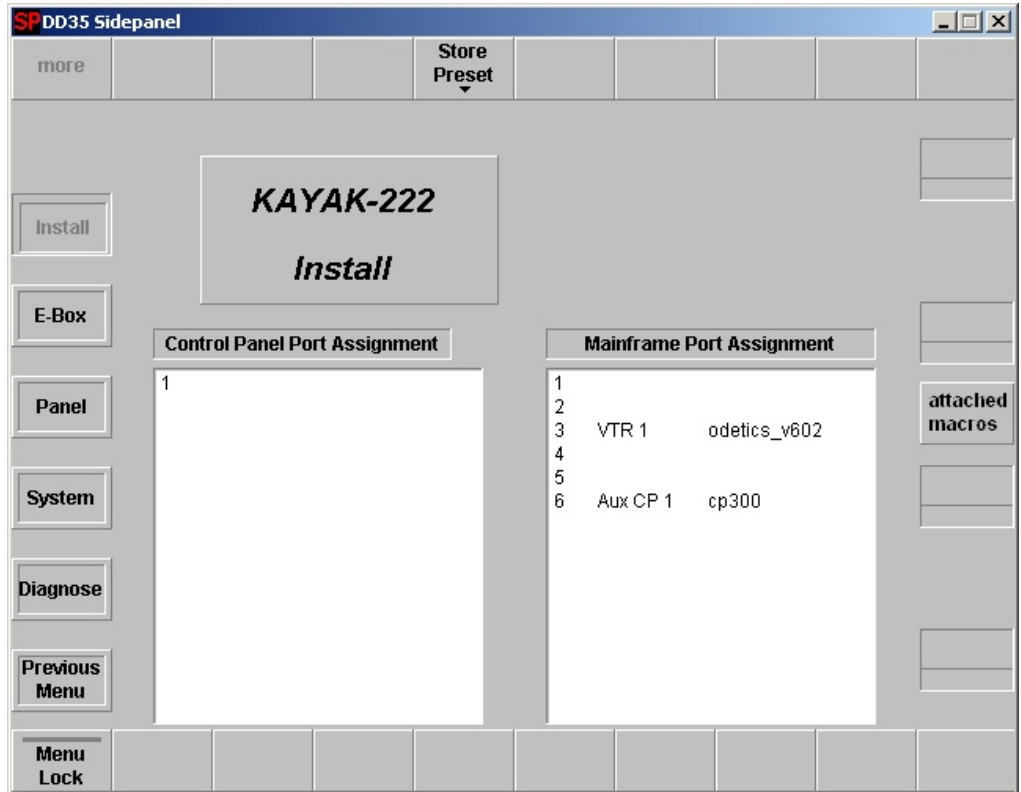 SP DD35 Sidepanel
more
Store
Preset
KAYAK-222
Install
Install
E-Box
Panel
System
Diagnose
Previous
Menu
Control Panel Port Assignment
1
Mainframe Port Assignment
1
2
3 VTR 1 odetics_v602
4
5
6 Aux CP 1 cp300
attached
macros
Menu
Lock